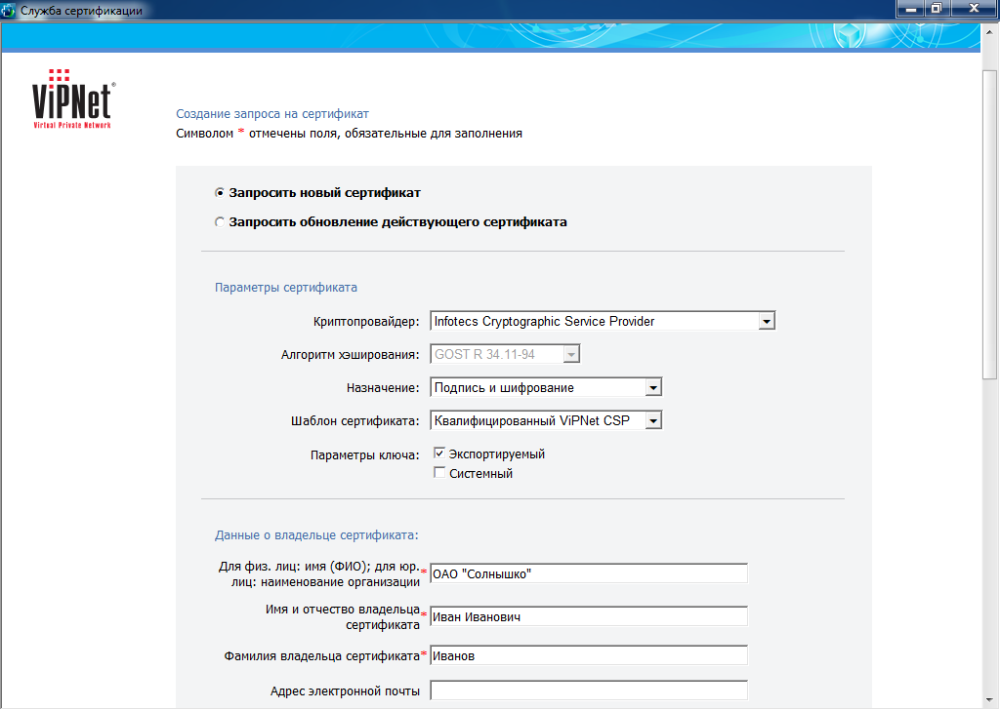 Служба сертификации
ViPNet®
Virtual Private Network
Создание запроса на сертификат
Символом * отмечены поля, обязательные для заполнения
Запросить новый сертификат
Запросить обновление действующего сертификата
Параметры сертификата
Криптопровайдер: Infotecs Cryptographic Service Provider
Алгоритм хэширования: GOST R 34.11-94
Назначение: Подпись и шифрование
Шаблон сертификата: Квалифицированный ViPNet CSP
Параметры ключа: Экспортируемый
Системный
Данные о владельце сертификата:
Для физ. лиц: имя (ФИО); для юр.
лиц: наименование организации* ОАО "Солнышко"
Имя и отчество владельца
сертификата* Иван Иванович
Фамилия владельца сертификата* Иванов
Адрес электронной почты